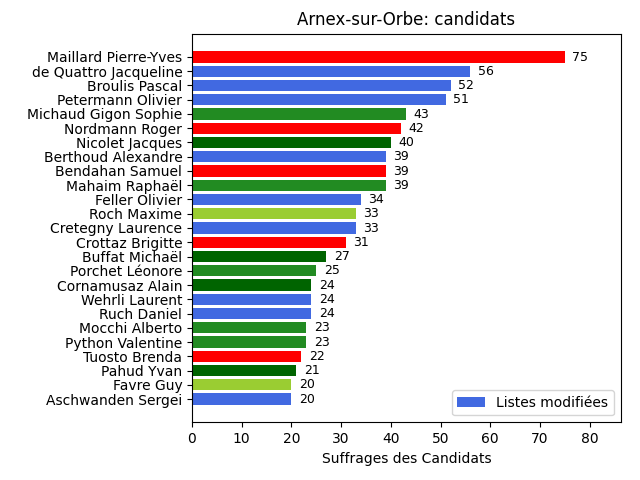 Arnex-sur-Orbe: candidats
Maillard Pierre-Yves 75
de Quattro Jacqueline 56
Broulis Pascal 52
Petermann Olivier 51
Michaud Gigon Sophie 43
Nordmann Roger 42
Nicolet Jacques 40
Berthoud Alexandre 39
Bendahan Samuel 39
Mahaim Raphaël 39
Feller Olivier 34
Roch Maxime 33
Cretegny Laurence 33
Crottaz Brigitte 31
Buffat Michaël 27
Porchet Léonore 25
Cornamusaz Alain 24
Wehrli Laurent 24
Ruch Daniel 24
Mocchi Alberto 23
Python Valentine 23
Tuosto Brenda 22
Pahud Yvan 21
Favre Guy 20
Aschwanden Sergei 20
Listes modifiées
0 10 20 30 40 50 60 70 80
Suffrages des Candidats